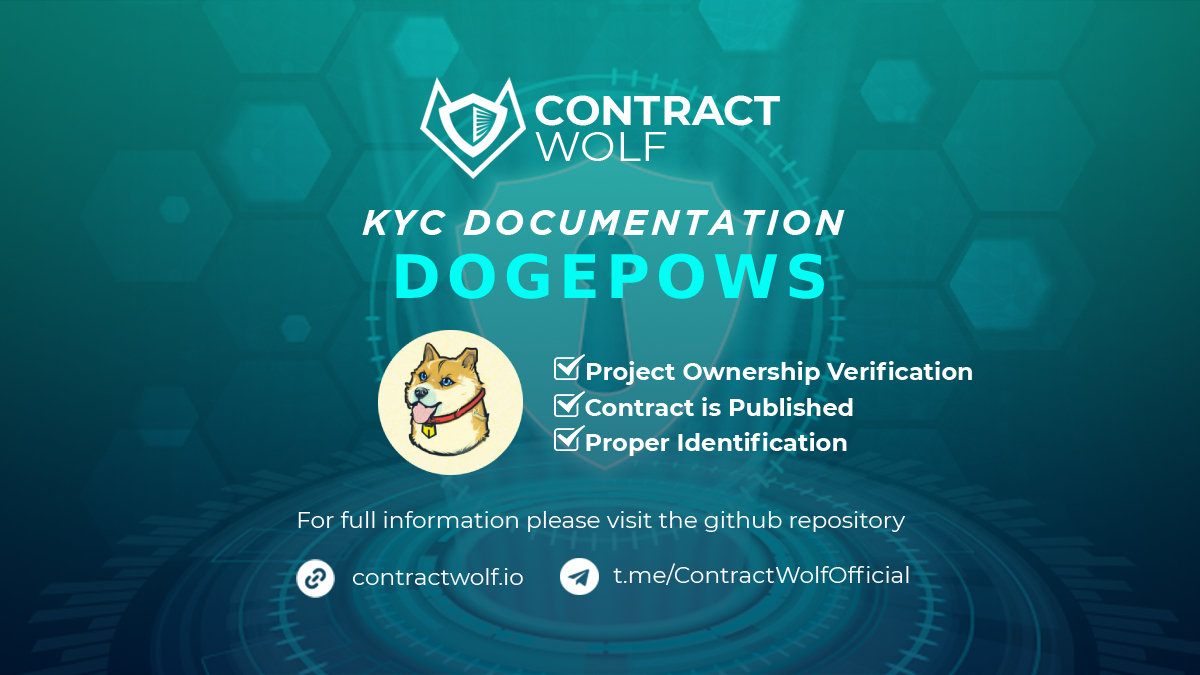 CONTRACT
WOLF
KYC DOCUMENTATION
DOGEPOWS
Project Ownership Verification
Contract is Published
Proper Identification
For full information please visit the github repository
contractwolf.io
t.me/ContractWolfOfficial